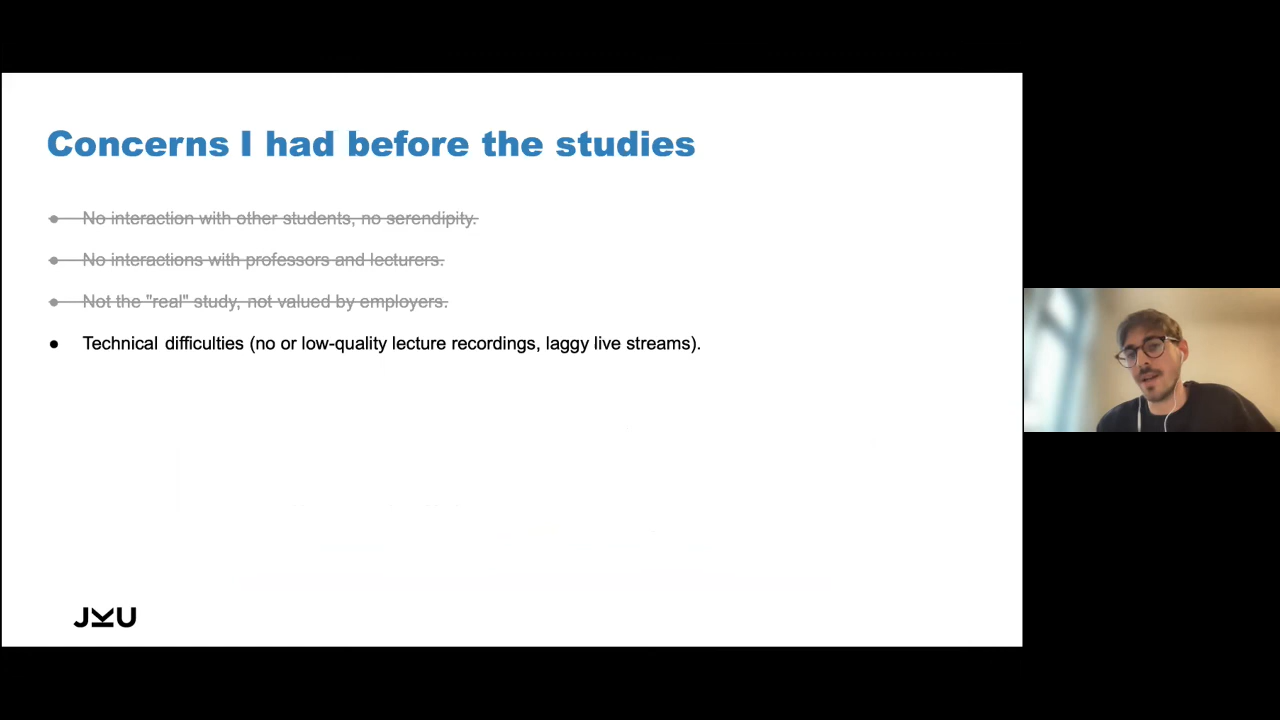 Concerns I had before the studies
● No interaction with other students, no serendipity.
● No interactions with professors and lecturers.
● Not the "real" study, not valued by employers.
● Technical difficulties (no or low-quality lecture recordings, laggy live streams).
JKU